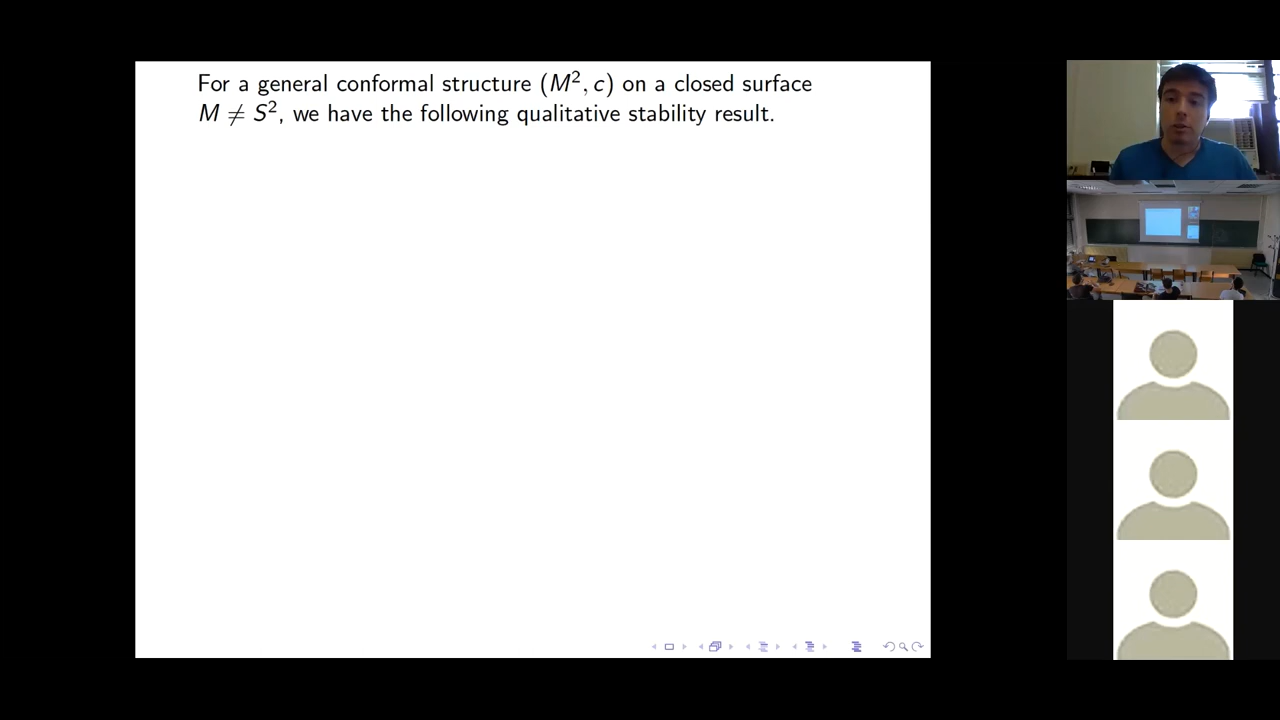 For a general conformal structure (M², c) on a closed surface
M ≠ S², we have the following qualitative stability result.